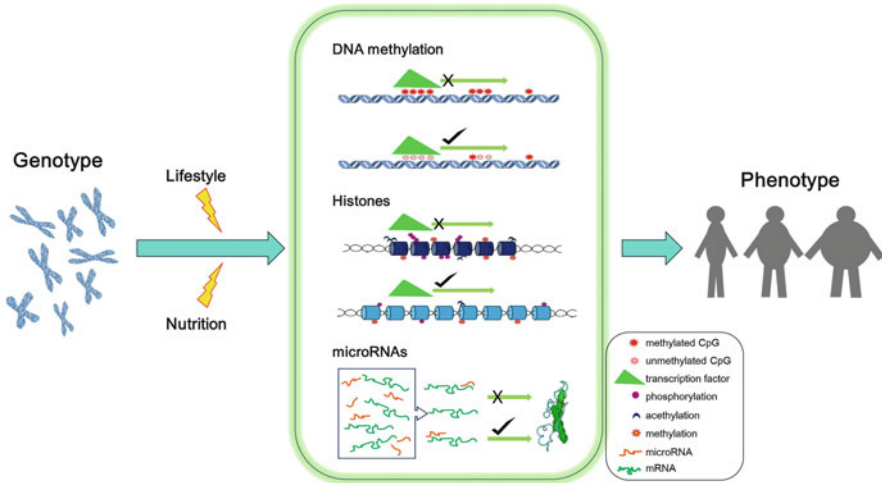 DNA methylation
Genotype
Lifestyle
Histones
Nutrition
microRNAs
Phenotype
methylated CpG
unmethylated CpG
transcription factor
phosphorylation
acethylation
methylation
microRNA
mRNA